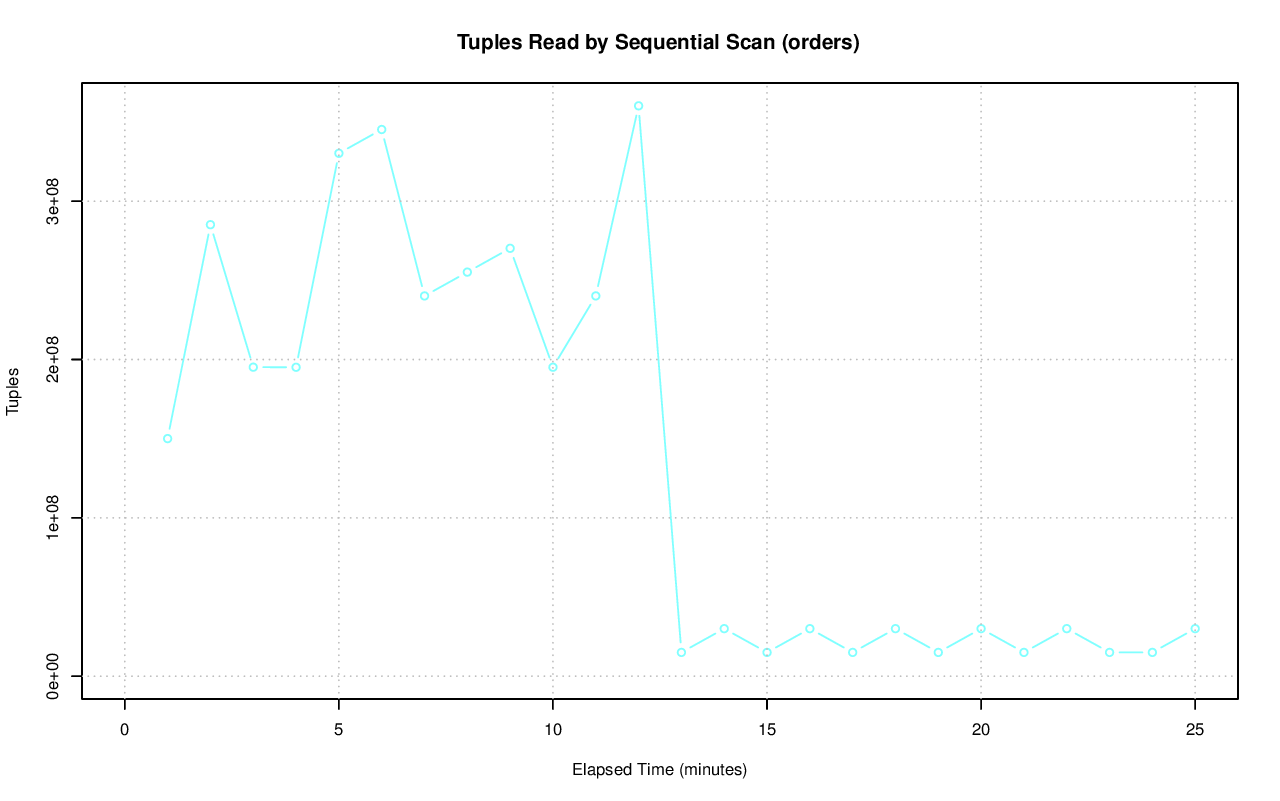 Tuples Read by Sequential Scan (orders)
Tuples
3e+08
2e+08
1e+08
0e+00
0 5 10 15 20 25
Elapsed Time (minutes)